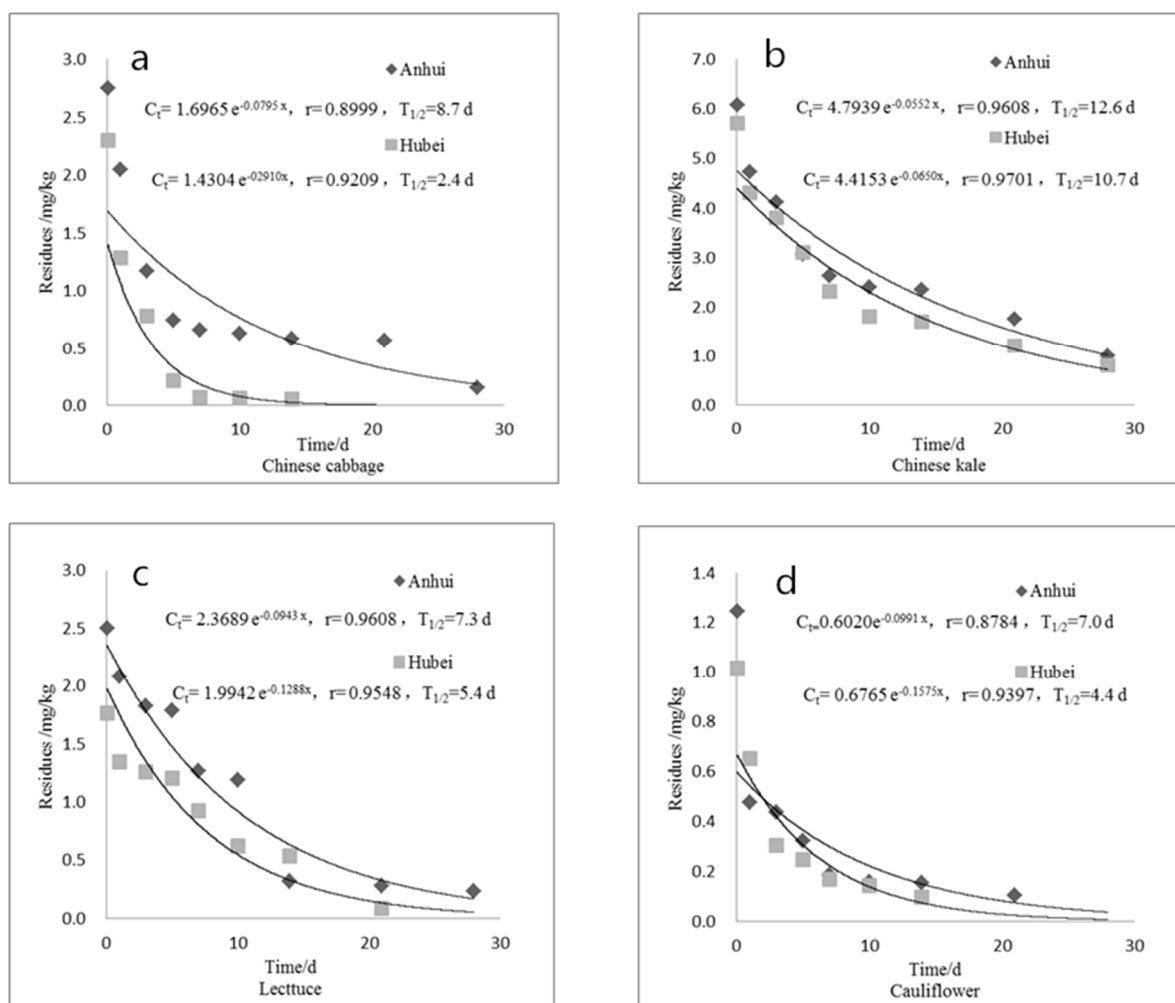 a
3.0
2.5
2.0
1.5
1.0
0.5
0.0
Residues /mg/kg
Anhui
Cₜ= 1.6965 e^-0.0795 x, r=0.8999, T₁/₂=8.7 d
Hubei
Cₜ= 1.4304 e^-02910x, r=0.9209, T₁/₂=2.4 d
0 10 20 30
Time/d
Chinese cabbage
b
7.0
6.0
5.0
4.0
3.0
2.0
1.0
0.0
Residues /mg/kg
Anhui
Cₜ= 4.7939 e^-0.0552 x, r=0.9608, T₁/₂=12.6 d
Hubei
Cₜ= 4.4153 e^-0.0650x, r=0.9701, T₁/₂=10.7 d
0 10 20 30
Time/d
Chinese kale
c
3.0
2.5
2.0
1.5
1.0
0.5
0.0
Residues /mg/kg
Anhui
Cₜ= 2.3689 e^-0.0943 x, r=0.9608, T₁/₂=7.3 d
Hubei
Cₜ= 1.9942 e^-0.1288x, r=0.9548, T₁/₂=5.4 d
0 10 20 30
Time/d
Lecttuce
d
1.4
1.2
1.0
0.8
0.6
0.4
0.2
0.0
Residues /mg/kg
Anhui
Cₜ=0.6020e^-0.0991 x, r=0.8784, T₁/₂=7.0 d
Hubei
Cₜ= 0.6765 e^-0.1575x, r=0.9397, T₁/₂=4.4 d
0 10 20 30
Time/d
Cauliflower